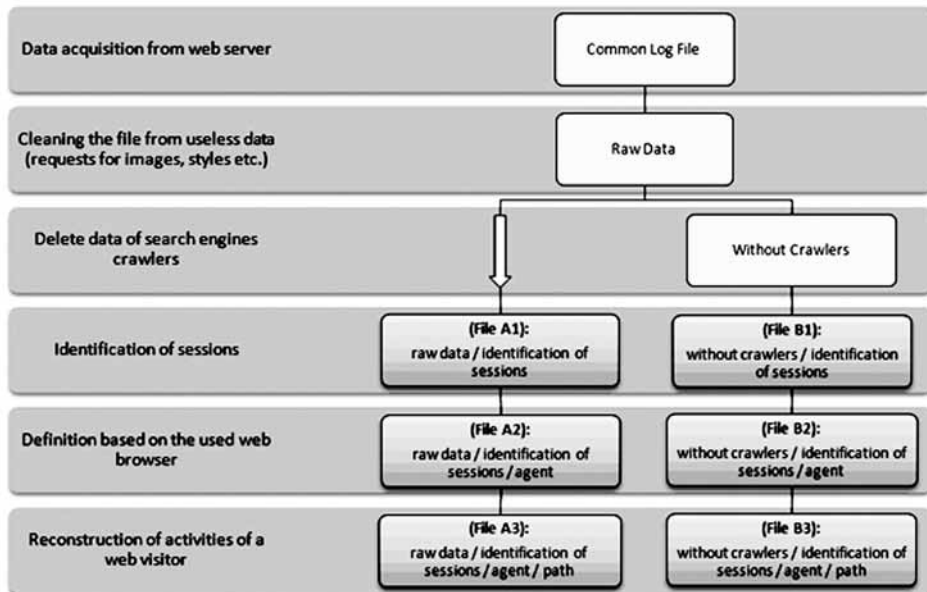 Data acquisition from web server
Common Log File
Cleaning the file from useless data
(requests for images, styles etc.)
Raw Data
Delete data of search engines
crawlers
Without Crawlers
Identification of sessions
(File A1):
raw data / identification of
sessions
(File B1):
without crawlers / identification
of sessions
Definition based on the used web
browser
(File A2):
raw data / identification of
sessions / agent
(File B2):
without crawlers / identification of
sessions / agent
Reconstruction of activities of a
web visitor
(File A3):
raw data / identification of
sessions / agent / path
(File B3):
without crawlers / identification of
sessions / agent / path